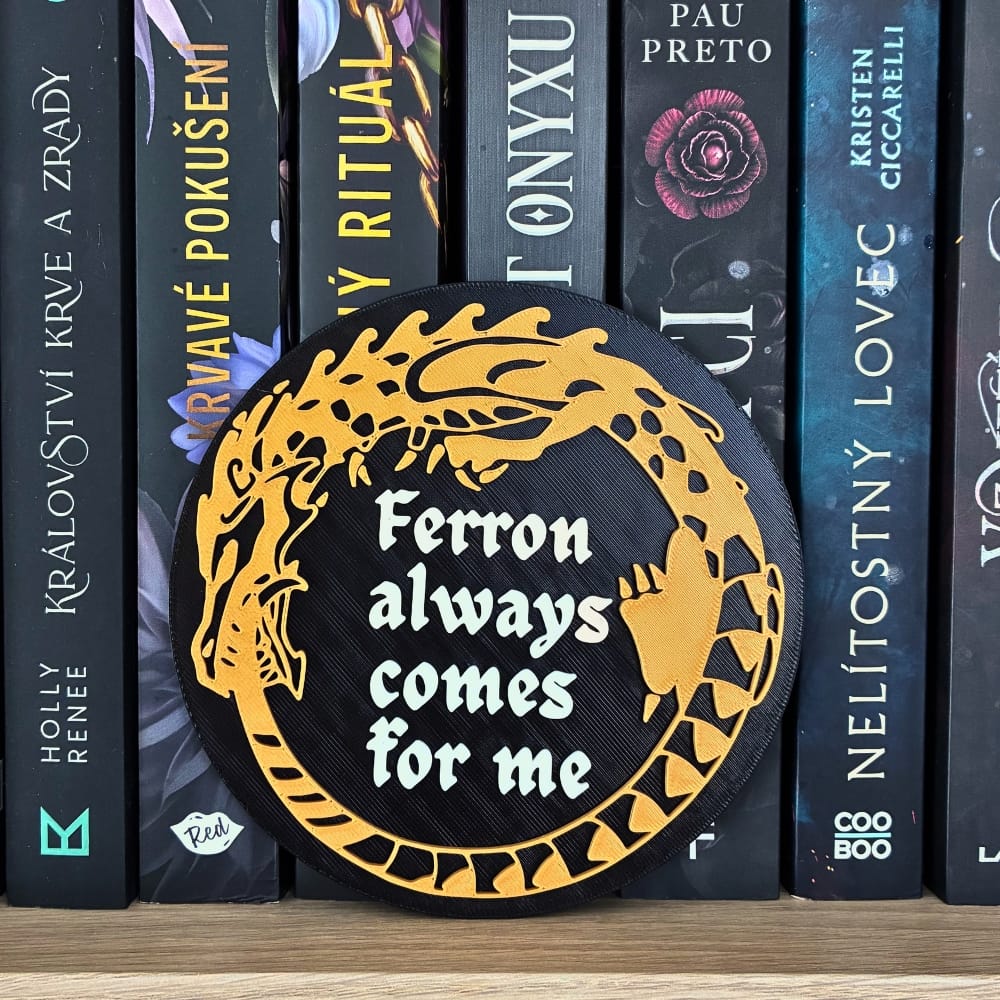 KRÁLOVSTVÍ KRVE A ZRADY
HOLLY
RENEE
KRVAVÉ POKUŠENÍ
Red
RITUÁL
ONYXU
PAU
PRETO
KRISTEN
CICCARELLI
NELÍTOSTNÝ LOVEC
COO
BOO
Ferron
always
comes
for me